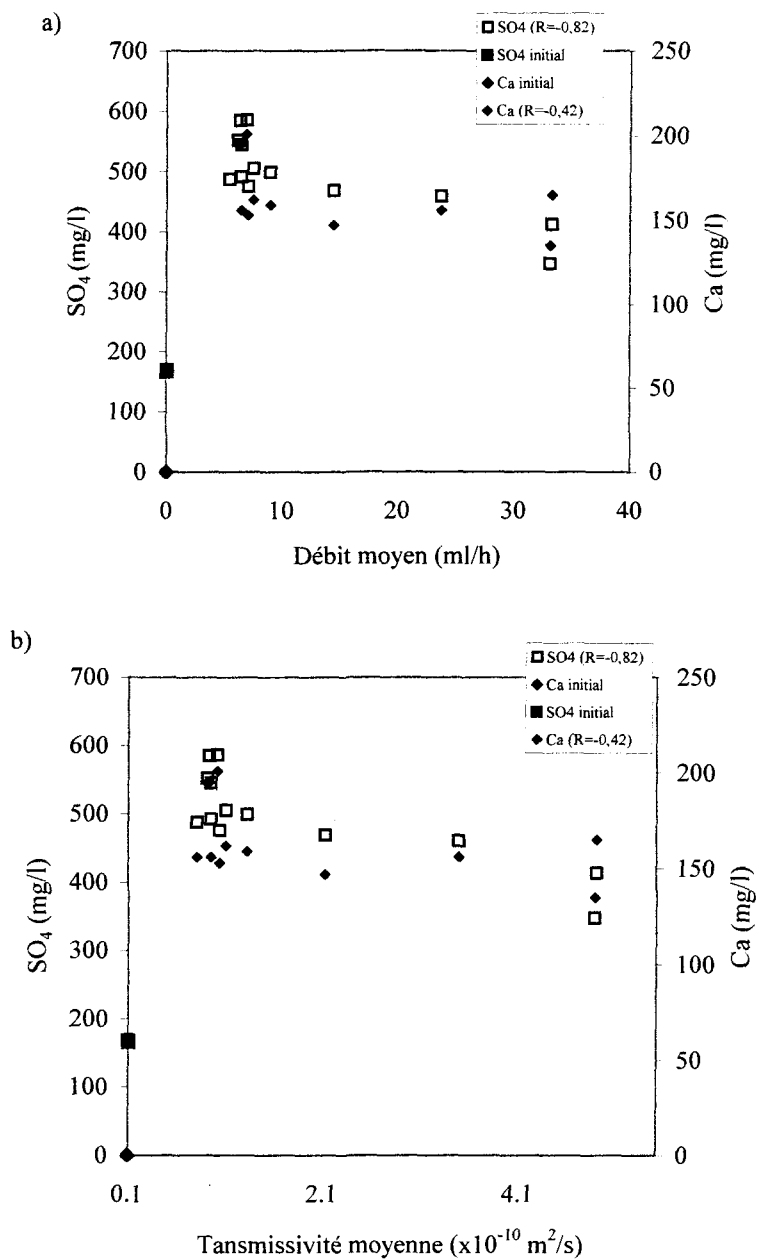 a)
SO4 (R=-0,82)
SO4 initial
Ca initial
Ca (R=-0,42)
700
600
500
400
300
200
100
0
SO₄ (mg/l)
250
200
150
100
50
0
Ca (mg/l)
0 10 20 30 40
Débit moyen (ml/h)
b)
SO4 (R=-0,82)
Ca initial
SO4 initial
Ca (R=-0,42)
700
600
500
400
300
200
100
0
SO₄ (mg/l)
250
200
150
100
50
0
Ca (mg/l)
0.1 2.1 4.1
Tansmissivité moyenne (x10⁻¹⁰ m²/s)